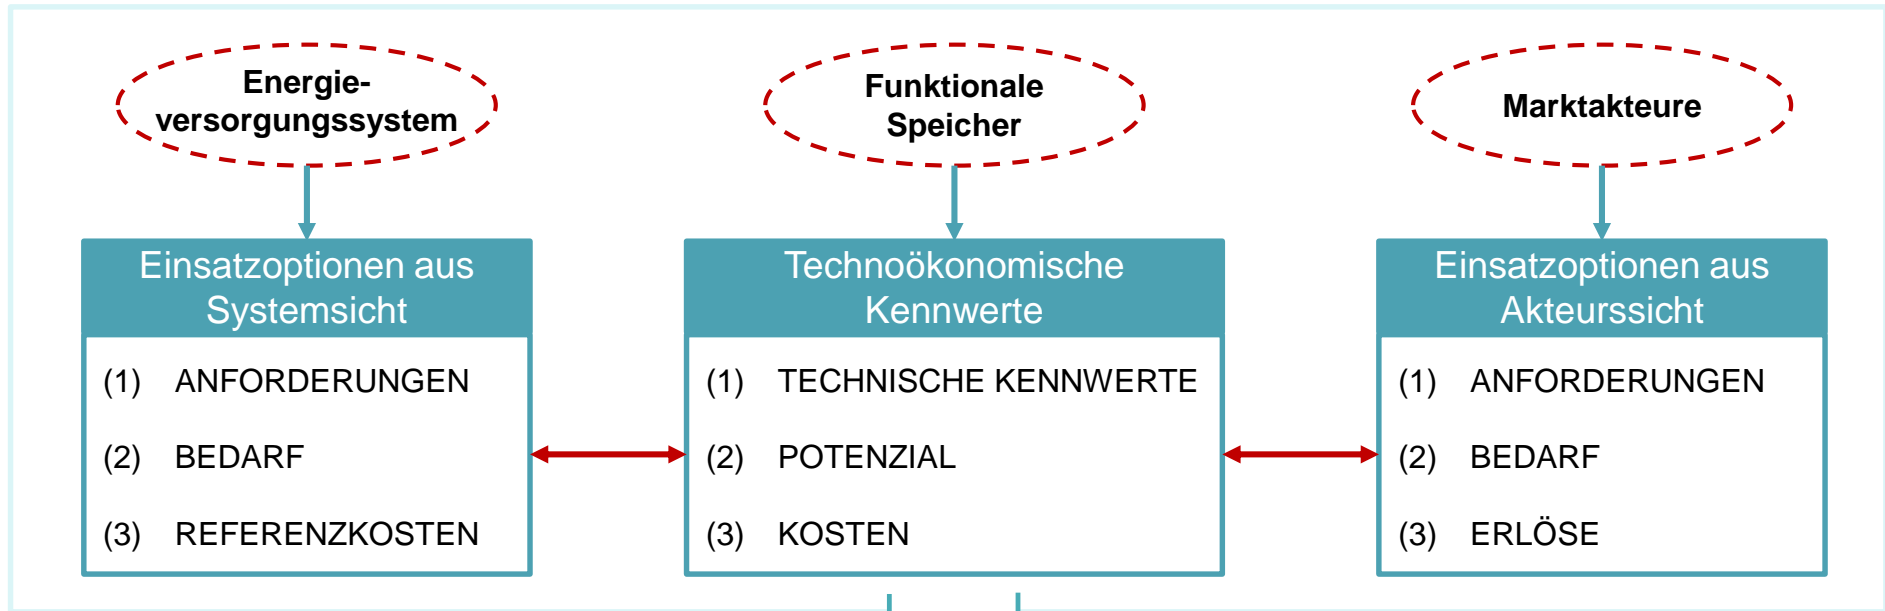 Energie-
versorgungssystem
Funktionale
Speicher
Marktakteure
Einsatzoptionen aus
Systemsicht
(1) ANFORDERUNGEN
(2) BEDARF
(3) REFERENZKOSTEN
Technoökonomische
Kennwerte
(1) TECHNISCHE KENNWERTE
(2) POTENZIAL
(3) KOSTEN
Einsatzoptionen aus
Akteurssicht
(1) ANFORDERUNGEN
(2) BEDARF
(3) ERLÖSE